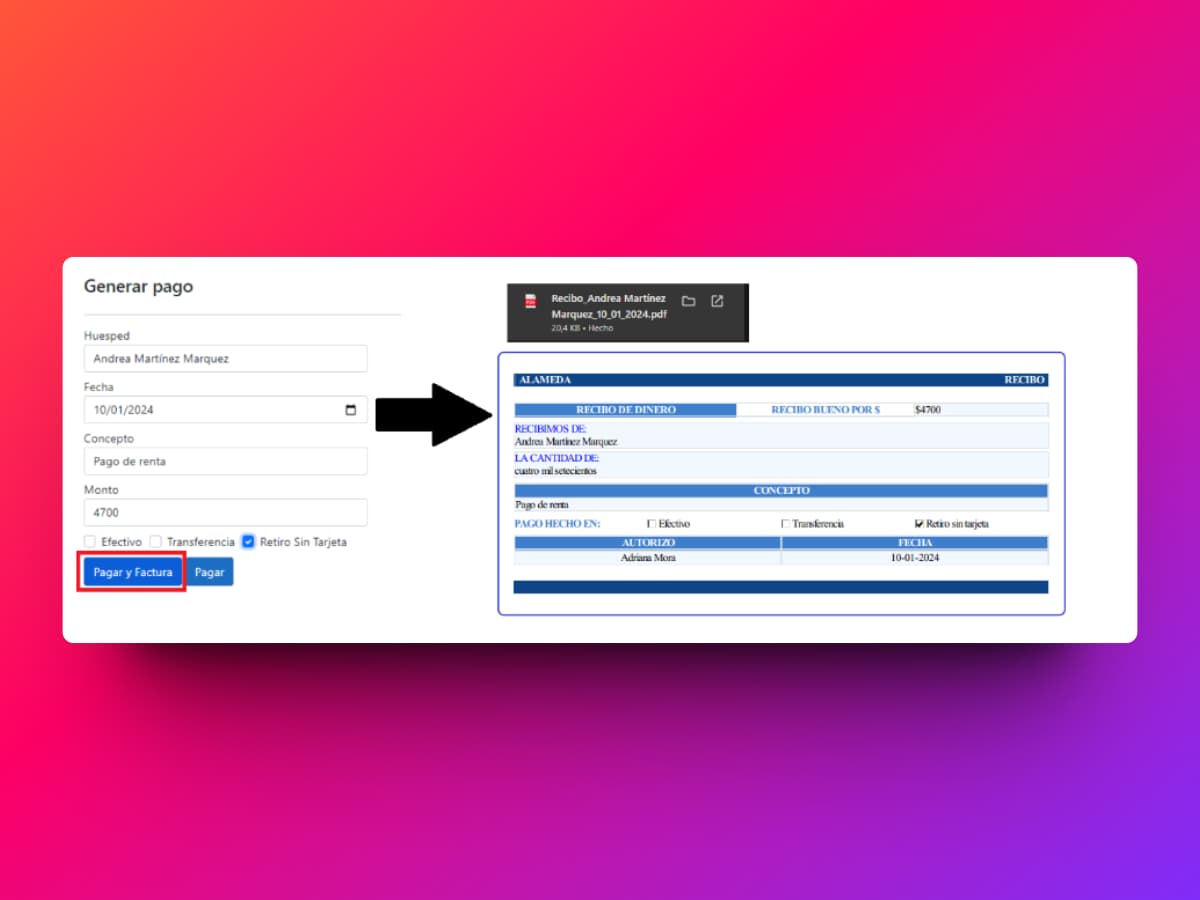 Generar pago
Huesped
Andrea Martínez Marquez
Fecha
10/01/2024
Concepto
Pago de renta
Monto
4700
Efectivo Transferencia Retiro Sin Tarjeta
Pagar y Factura Pagar
Recibo_Andrea Martínez
Marquez_10_01_2024.pdf
20,4 KB • Hecho
ALAMEDA RECIBO
RECIBO DE DINERO RECIBO BUENO POR $ $4700
RECIBIMOS DE:
Andrea Martínez Marquez
LA CANTIDAD DE:
cuatro mil setecientos
CONCEPTO
Pago de renta
PAGO HECHO EN: Efectivo Transferencia Retiro sin tarjeta
AUTORIZO FECHA
Adriana Mora 10-01-2024